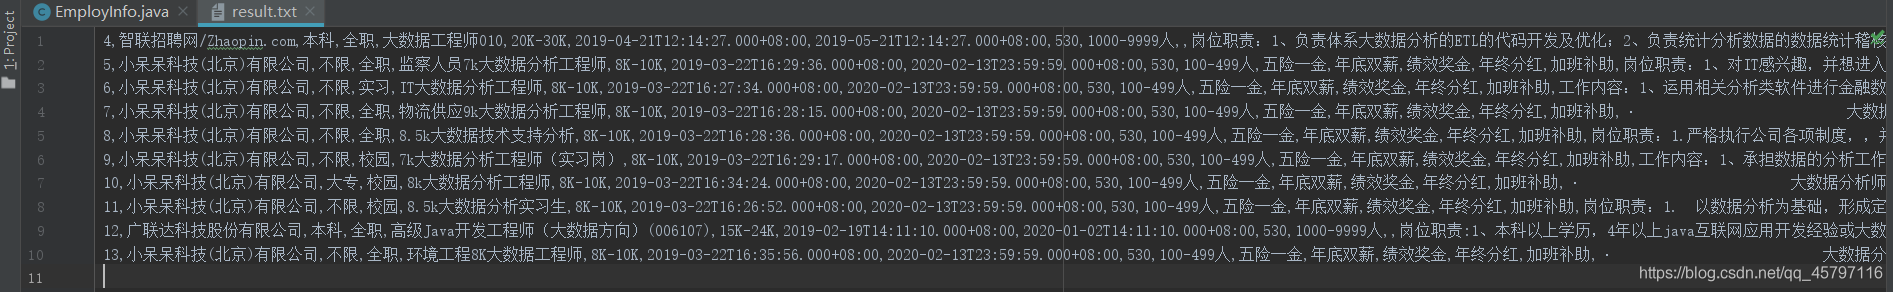 EmployInfo.java
result.txt
1: Project
1 4,智联招聘网/Zhaopin.com,本科,全职,大数据工程师010,20K-30K,2019-04-21T12:14:27.000+08:00,2019-05-21T12:14:27.000+08:00,530,1000-9999人,,岗位职责：1、负责体系大数据分析的ETL的代码开发及优化；2、负责统计分析数据的数据统计稽
2 5,小呆呆科技(北京)有限公司,不限,全职,监察人员7k大数据分析工程师,8K-10K,2019-03-22T16:29:36.000+08:00,2020-02-13T23:59:59.000+08:00,530,100-499人,五险一金,年底双薪,绩效奖金,年终分红,加班补助,岗位职责：1、对IT感兴趣，并想进入
3 6,小呆呆科技(北京)有限公司,不限,实习,IT大数据分析工程师,8K-10K,2019-03-22T16:27:34.000+08:00,2020-02-13T23:59:59.000+08:00,530,100-499人,五险一金,年底双薪,绩效奖金,年终分红,加班补助,工作内容：1、运用相关分析类软件进行金融数
4 7,小呆呆科技(北京)有限公司,不限,全职,物流供应9k大数据分析工程师,8K-10K,2019-03-22T16:28:15.000+08:00,2020-02-13T23:59:59.000+08:00,530,100-499人,五险一金,年底双薪,绩效奖金,年终分红,加班补助,· 大数据
5 8,小呆呆科技(北京)有限公司,不限,全职,8.5k大数据技术支持分析,8K-10K,2019-03-22T16:28:36.000+08:00,2020-02-13T23:59:59.000+08:00,530,100-499人,五险一金,年底双薪,绩效奖金,年终分红,加班补助,岗位职责：1.严格执行公司各项制度，，
6 9,小呆呆科技(北京)有限公司,不限,校园,7k大数据分析工程师（实习岗）,8K-10K,2019-03-22T16:29:17.000+08:00,2020-02-13T23:59:59.000+08:00,530,100-499人,五险一金,年底双薪,绩效奖金,年终分红,加班补助,工作内容：1、承担数据的分析工作
7 10,小呆呆科技(北京)有限公司,大专,校园,8k大数据分析工程师,8K-10K,2019-03-22T16:34:24.000+08:00,2020-02-13T23:59:59.000+08:00,530,100-499人,五险一金,年底双薪,绩效奖金,年终分红,加班补助,· 大数据分析师
8 11,小呆呆科技(北京)有限公司,不限,校园,8.5k大数据分析实习生,8K-10K,2019-03-22T16:26:52.000+08:00,2020-02-13T23:59:59.000+08:00,530,100-499人,五险一金,年底双薪,绩效奖金,年终分红,加班补助,岗位职责：1. 以数据分析为基础，形成定
9 12,广联达科技股份有限公司,本科,全职,高级Java开发工程师（大数据方向）(006107),15K-24K,2019-02-19T14:11:10.000+08:00,2020-01-02T14:11:10.000+08:00,530,1000-9999人,,岗位职责:1、本科以上学历，4年以上java互联网应用开发经验或大数
10 13,小呆呆科技(北京)有限公司,不限,全职,环境工程8K大数据工程师,8K-10K,2019-03-22T16:35:56.000+08:00,2020-02-13T23:59:59.000+08:00,530,100-499人,五险一金,年底双薪,绩效奖金,年终分红,加班补助,· 大数据分
11
https://blog.csdn.net/qq_45797116